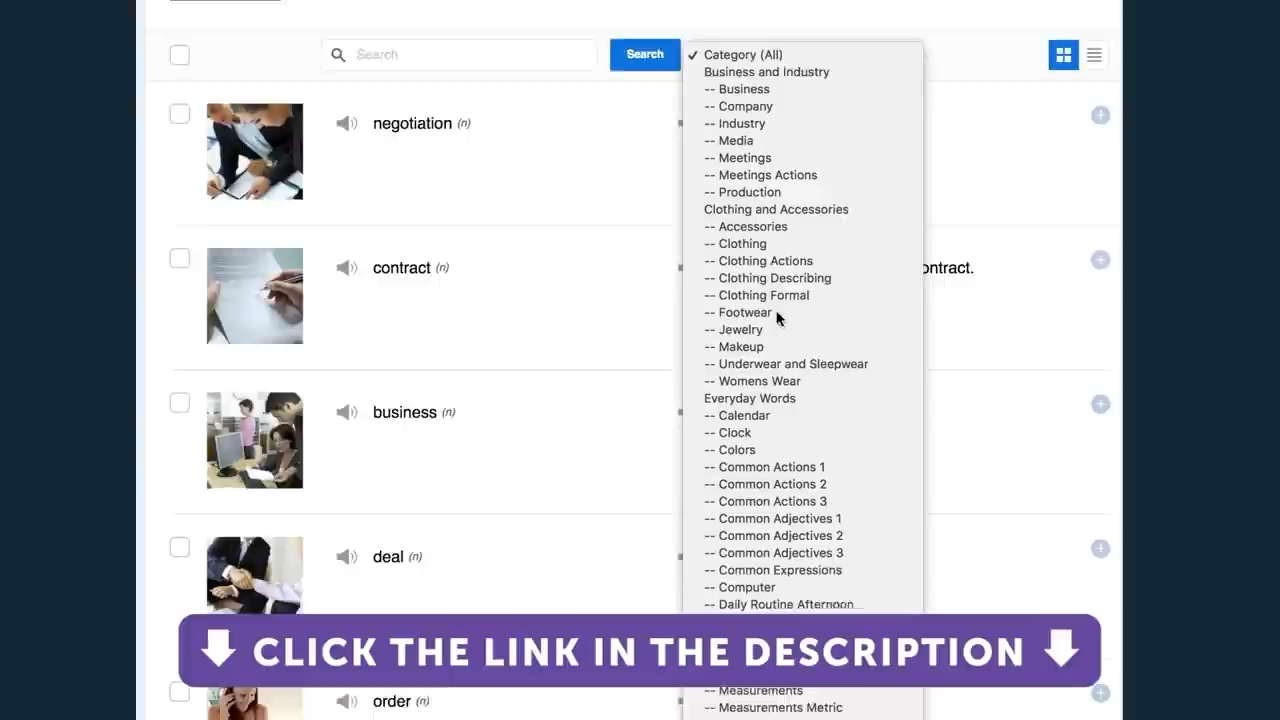 Search
Search
Category (All)
Business and Industry
-- Business
-- Company
-- Industry
-- Media
-- Meetings
-- Meetings Actions
-- Production
Clothing and Accessories
-- Accessories
-- Clothing
-- Clothing Actions
-- Clothing Describing
-- Clothing Formal
-- Footwear
-- Jewelry
-- Makeup
-- Underwear and Sleepwear
-- Womens Wear
Everyday Words
-- Calendar
-- Clock
-- Colors
-- Common Actions 1
-- Common Actions 2
-- Common Actions 3
-- Common Adjectives 1
-- Common Adjectives 2
-- Common Adjectives 3
-- Common Expressions
-- Computer
-- Daily Routine Afternoon
-- Measurements
-- Measurements Metric
negotiation (n)
contract (n)
ontract.
business (n)
deal (n)
CLICK THE LINK IN THE DESCRIPTION
order (n)